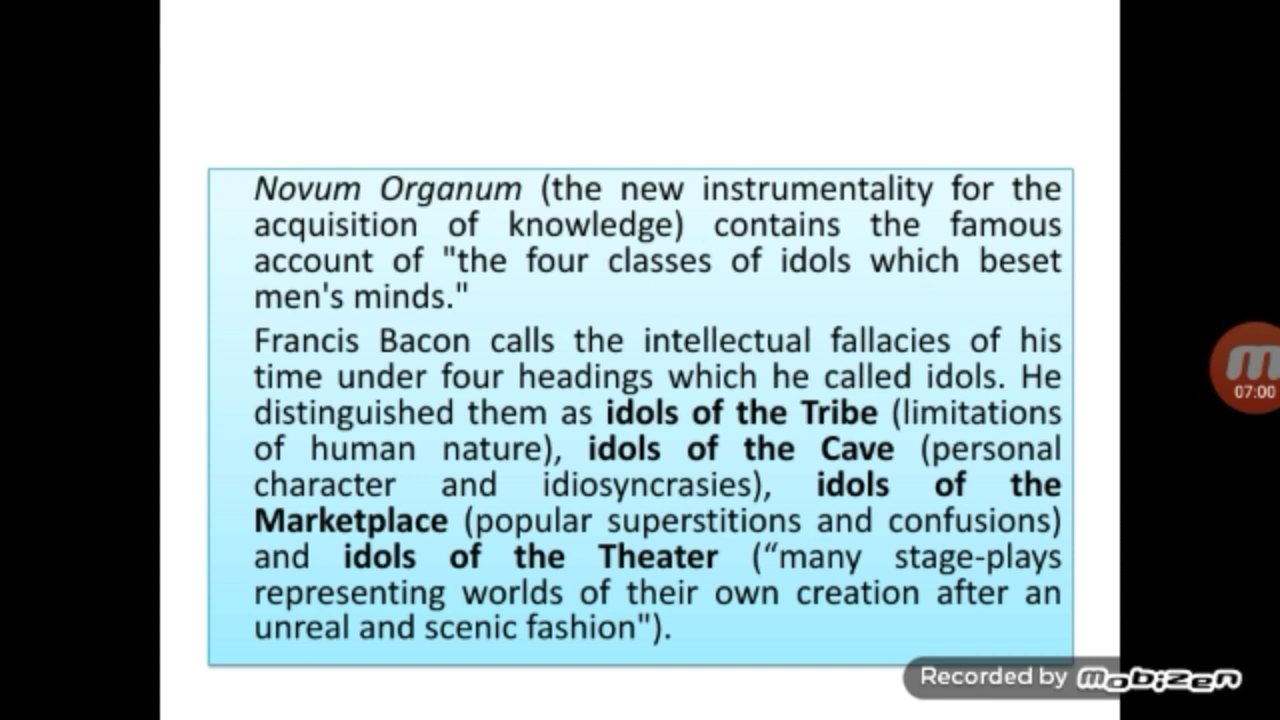 Novum Organum (the new instrumentality for the
acquisition of knowledge) contains the famous
account of "the four classes of idols which beset
men's minds."
Francis Bacon calls the intellectual fallacies of his
time under four headings which he called idols. He
distinguished them as idols of the Tribe (limitations
of human nature), idols of the Cave (personal
character and idiosyncrasies), idols of the
Marketplace (popular superstitions and confusions)
and idols of the Theater (“many stage-plays
representing worlds of their own creation after an
unreal and scenic fashion").
07:00
Recorded by mobizen